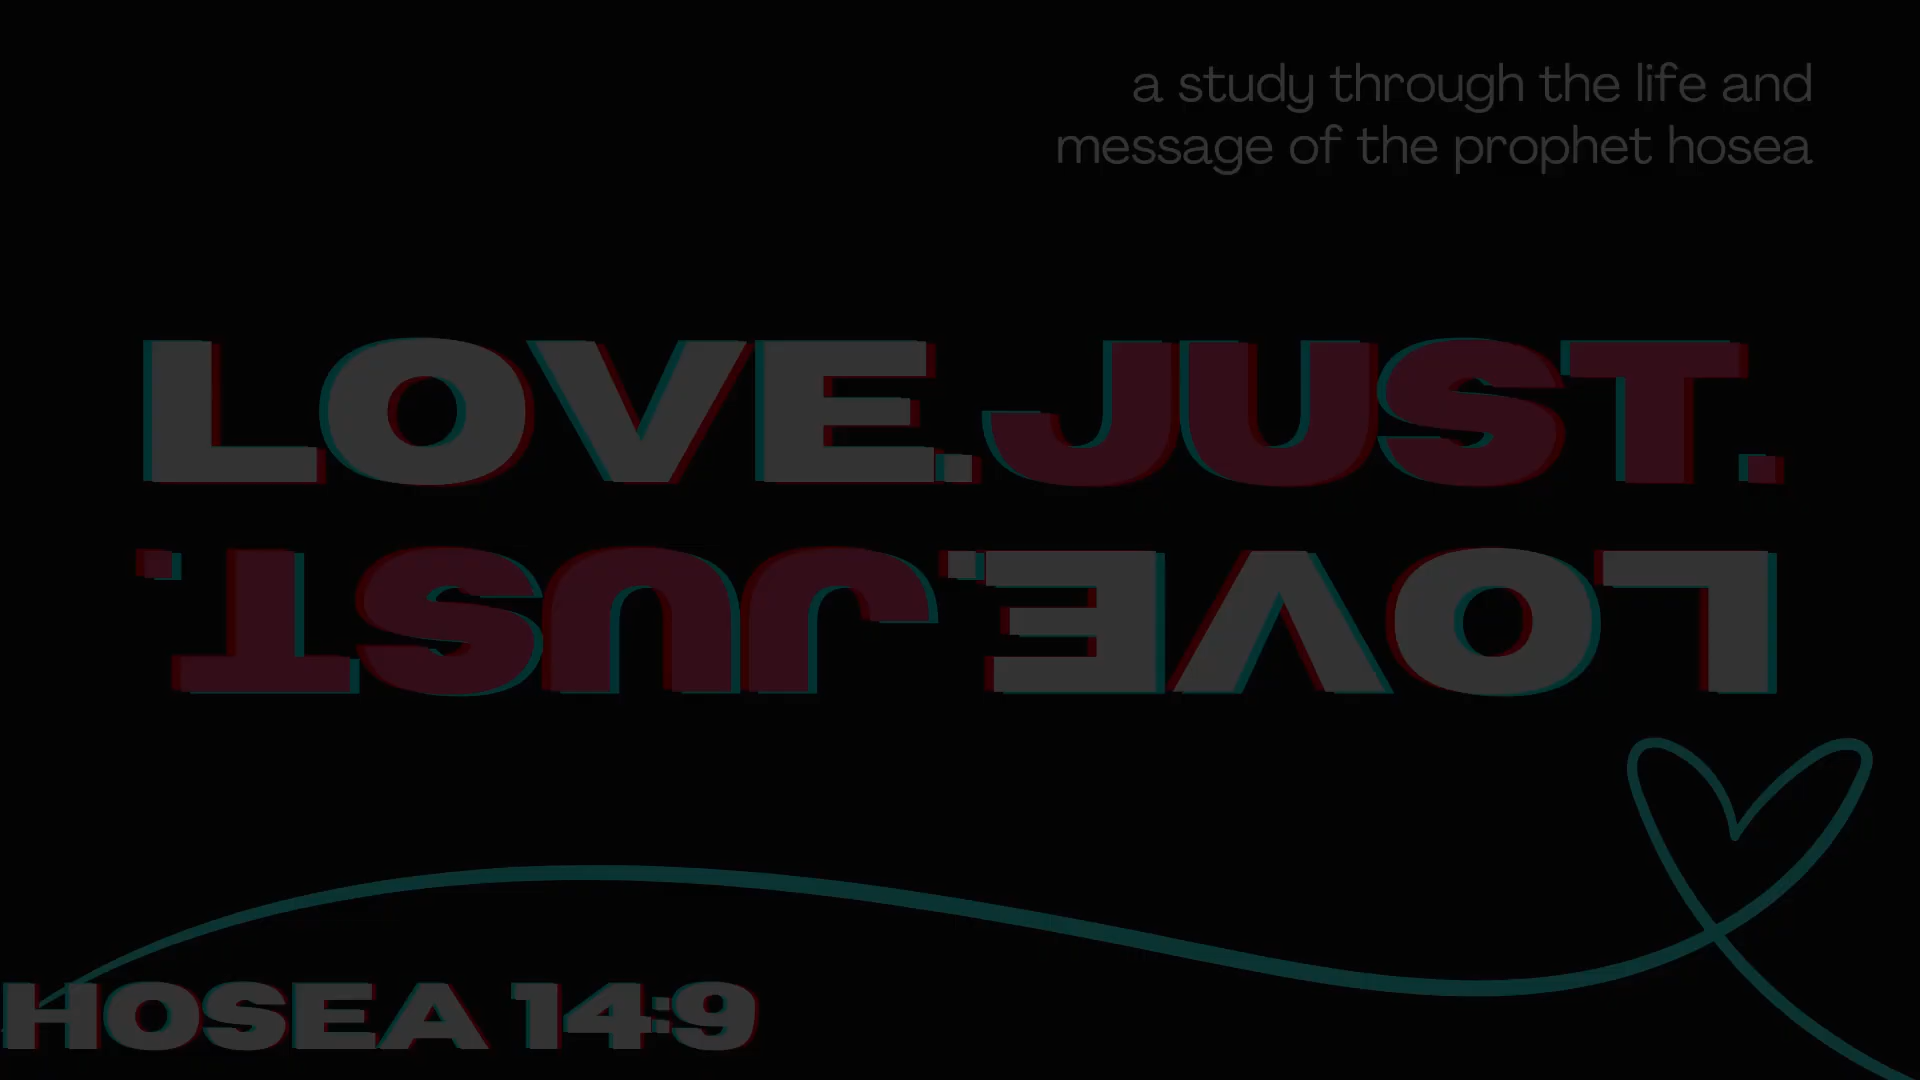 a study through the life and
message of the prophet hosea
LOVE. JUST.
LOVE. JUST.
HOSEA 14:9